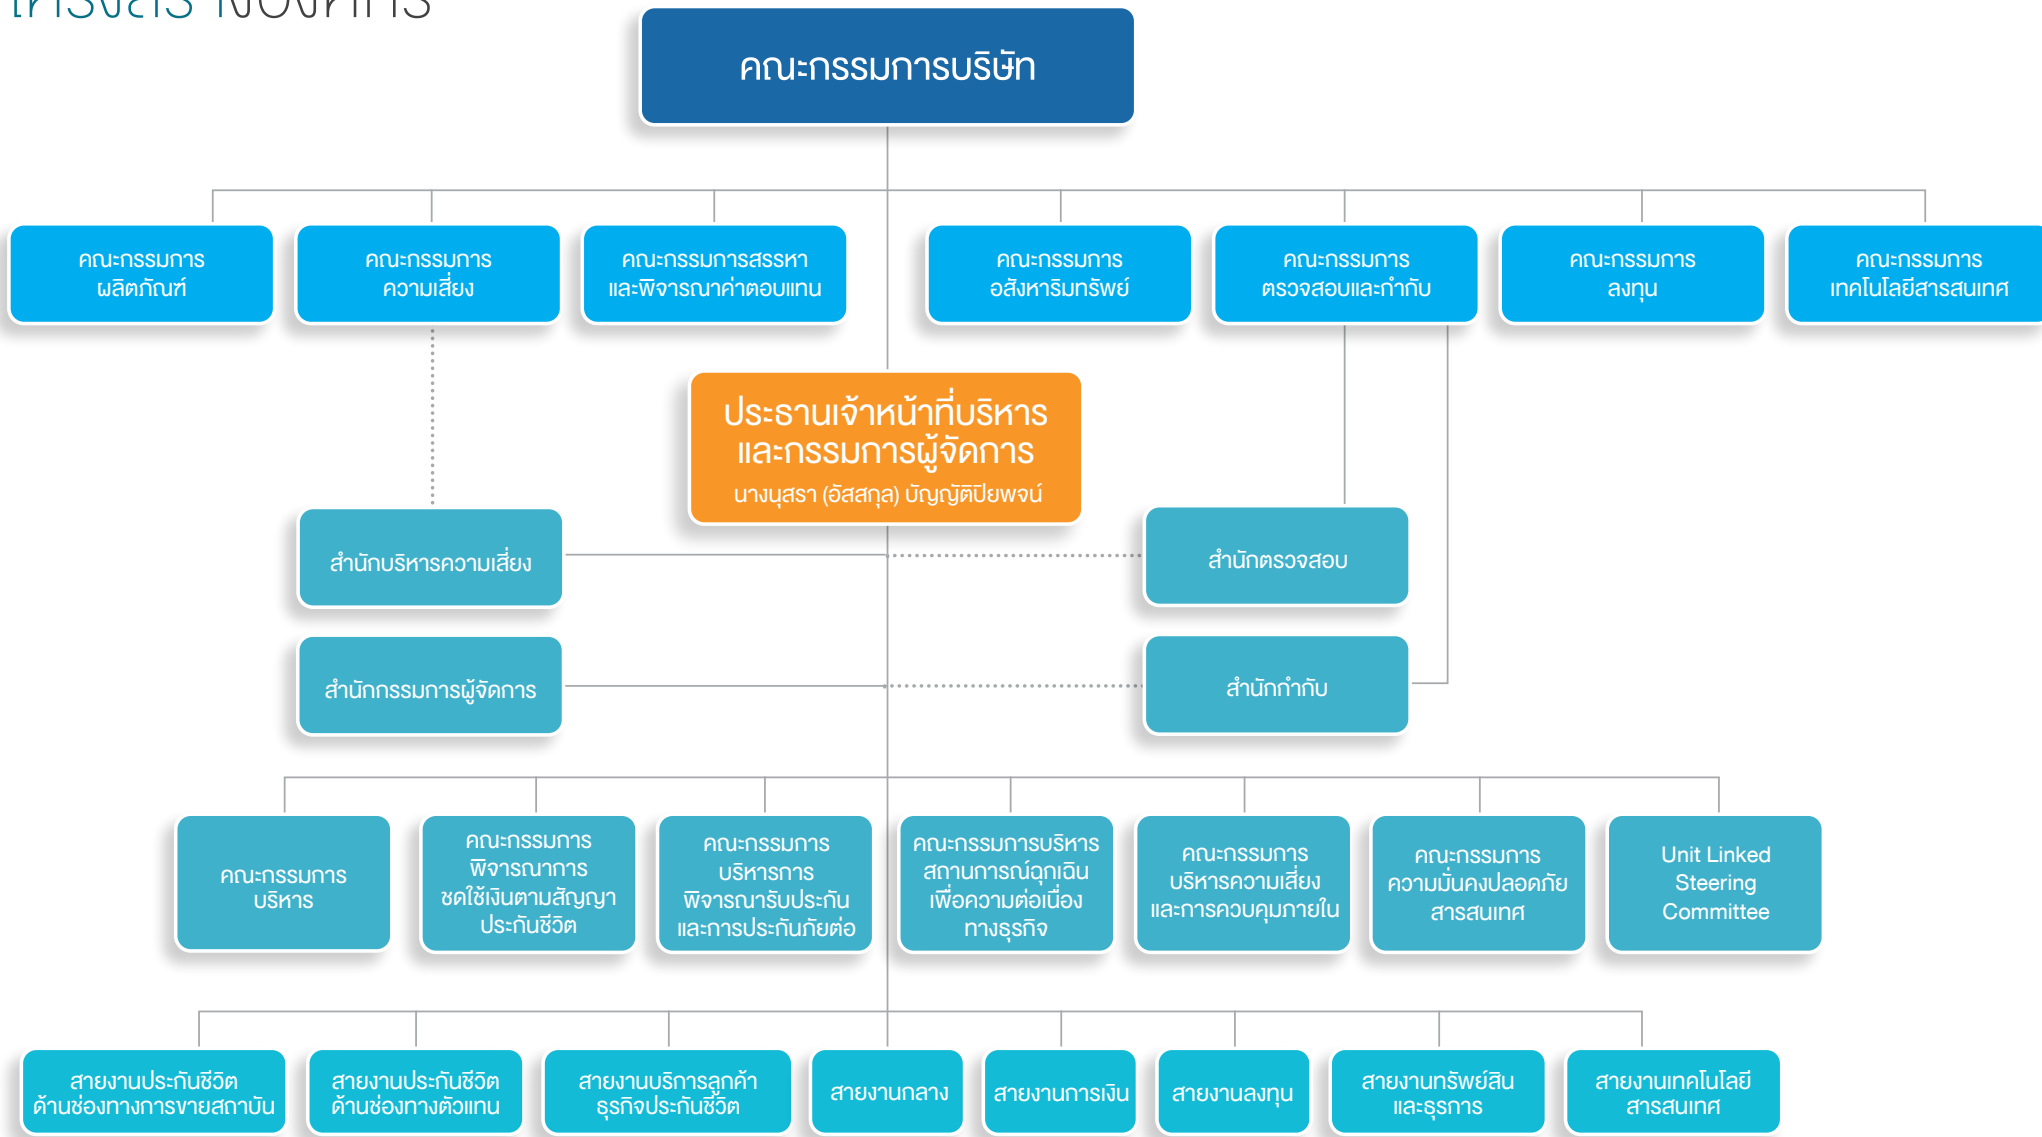 โครงสร้างองค์กร
คณะกรรมการบริษัท
คณะกรรมการ
ผลิตภัณฑ์
คณะกรรมการ
ความเสี่ยง
คณะกรรมการสรรหา
และพิจารณาค่าตอบแทน
คณะกรรมการ
อสังหาริมทรัพย์
คณะกรรมการ
ตรวจสอบและกำกับ
คณะกรรมการ
ลงทุน
คณะกรรมการ
เทคโนโลยีสารสนเทศ
ประธานเจ้าหน้าที่บริหาร
และกรรมการผู้จัดการ
นางนุสรา (อัสสกุล) บัญญัติปิยพจน์
สำนักบริหารความเสี่ยง
สำนักตรวจสอบ
สำนักกรรมการผู้จัดการ
สำนักกำกับ
คณะกรรมการ
บริหาร
คณะกรรมการ
พิจารณาการ
ชดใช้เงินตามสัญญา
ประกันชีวิต
คณะกรรมการ
บริหารการ
พิจารณารับประกัน
และการประกันภัยต่อ
คณะกรรมการบริหาร
สถานการณ์ฉุกเฉิน
เพื่อความต่อเนื่อง
ทางธุรกิจ
คณะกรรมการ
บริหารความเสี่ยง
และการควบคุมภายใน
คณะกรรมการ
ความมั่นคงปลอดภัย
สารสนเทศ
Unit Linked
Steering
Committee
สายงานประกันชีวิต
ด้านช่องทางการขายสถาบัน
สายงานประกันชีวิต
ด้านช่องทางตัวแทน
สายงานบริการลูกค้า
ธุรกิจประกันชีวิต
สายงานกลาง
สายงานการเงิน
สายงานลงทุน
สายงานทรัพย์สิน
และธุรการ
สายงานเทคโนโลยี
สารสนเทศ